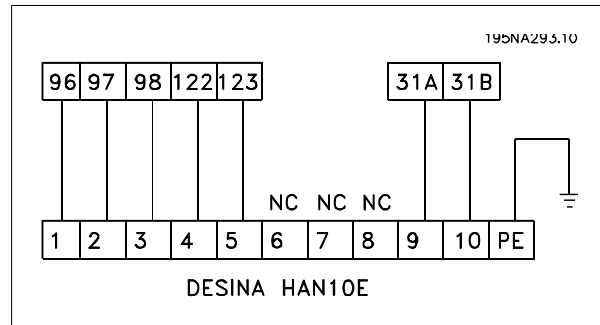 195NA293.10
96 97 98 122 123 31A 31B
NC NC NC
1 2 3 4 5 6 7 8 9 10 PE
DESINA HAN10E